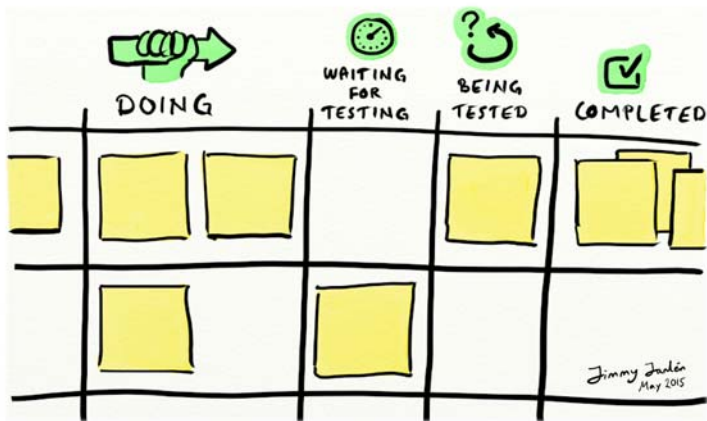 ?
DOING
WAITING
FOR
TESTING
BEING
TESTED
COMPLETED
Jimmy Janlén
May 2015